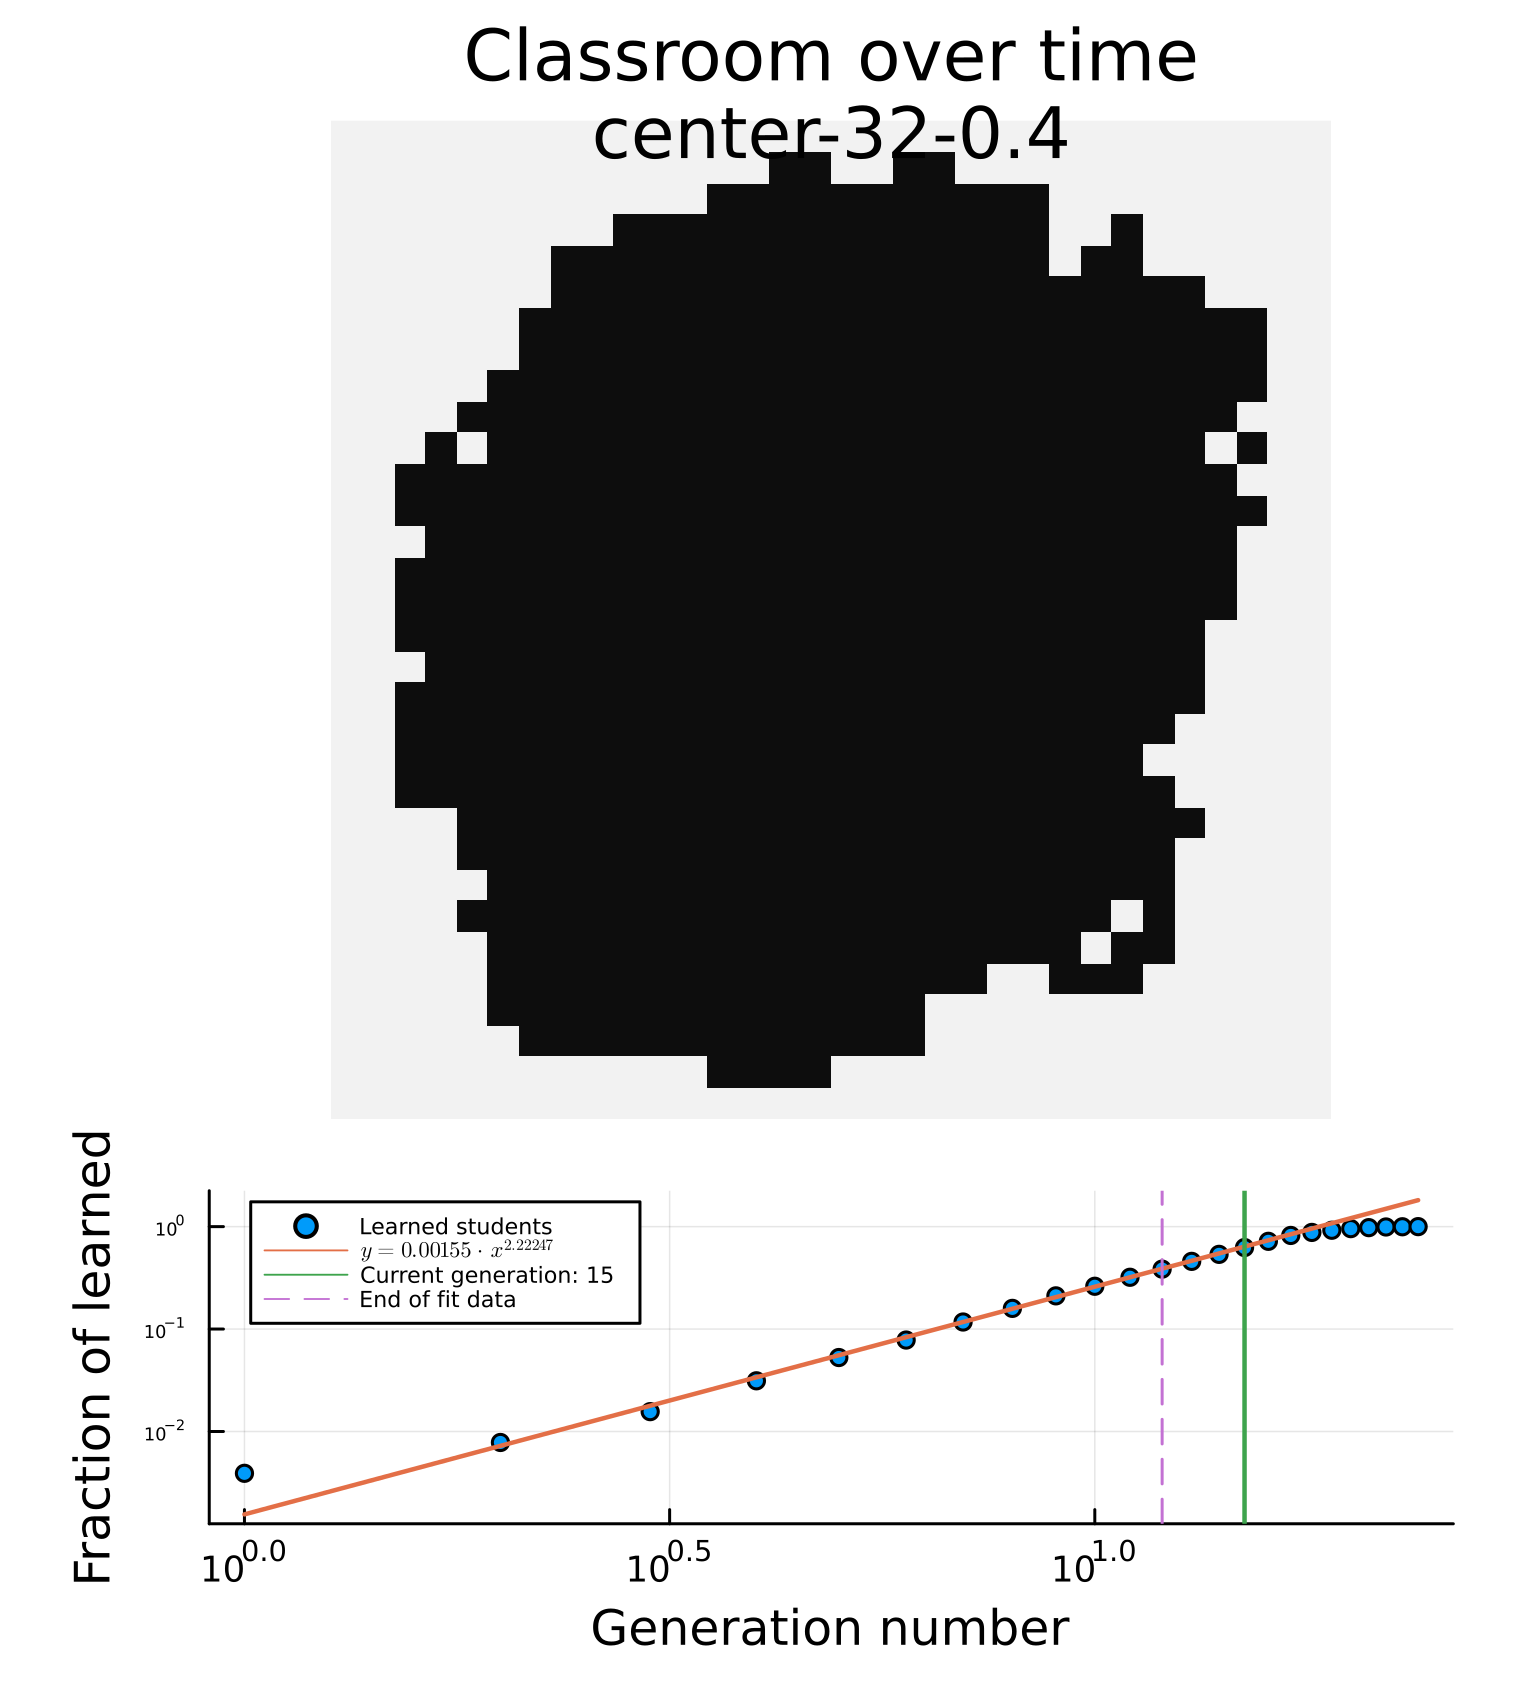 Classroom over time
center-32-0.4
Fraction of learned
10^0
10^−1
10^−2
Learned students
y = 0.00155 · x^2.22247
Current generation: 15
End of fit data
10^0.0
10^0.5
10^1.0
Generation number